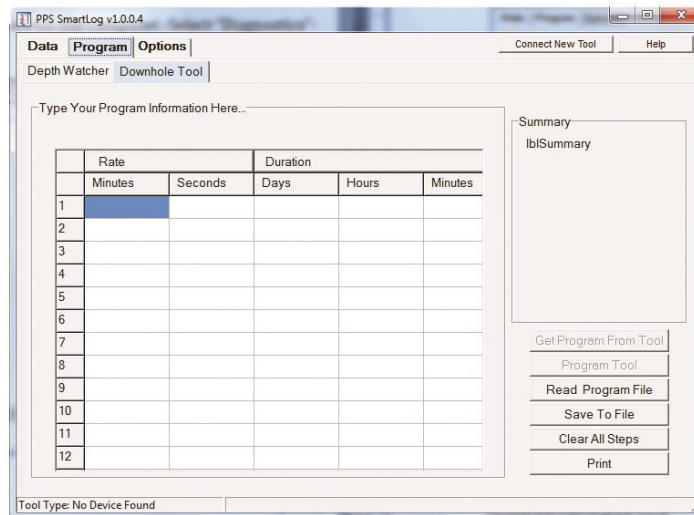 PPS SmartLog v1.0.0.4
Data Program Options
Connect New Tool Help
Depth Watcher Downhole Tool
Type Your Program Information Here...
Rate Duration
Minutes Seconds Days Hours Minutes
1
2
3
4
5
6
7
8
9
10
11
12
Summary
lblSummary
Get Program From Tool
Program Tool
Read Program File
Save To File
Clear All Steps
Print
Tool Type: No Device Found